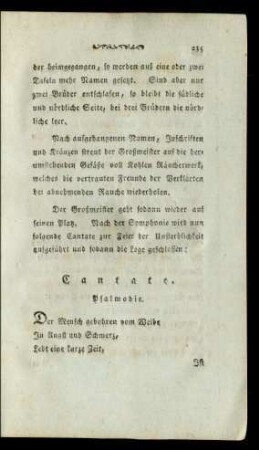 der heimgegangen, so werden auf eine oder zwei
Tafeln mehr Namen gesetzt. Sind aber nur
zwei Brüder entschlafen, so bleibt die südliche
und nördliche Seite, bei drei Brüdern die nörd-
liche leer.
Nach aufgehangenen Namen, Inschriften
und Kränzen streut der Großmeister auf die her-
umstehenden Gefäße voll Kohlen Räucherwerk,
welches die vertrauten Freunde der Verklärten
bei abnehmenden Rauche wiederholen.
Der Großmeister geht sodann wieder auf
seinen Platz. Nach der Symphonie wird nun
folgende Cantate zur Feier der Unsterblichkeit
aufgeführt und sodann die Loge geschlossen:
Cantate.
Psalmodie.
Der Mensch gebohren vom Weibe
In Angst und Schmerz,
Lebt eine kurze Zeit,